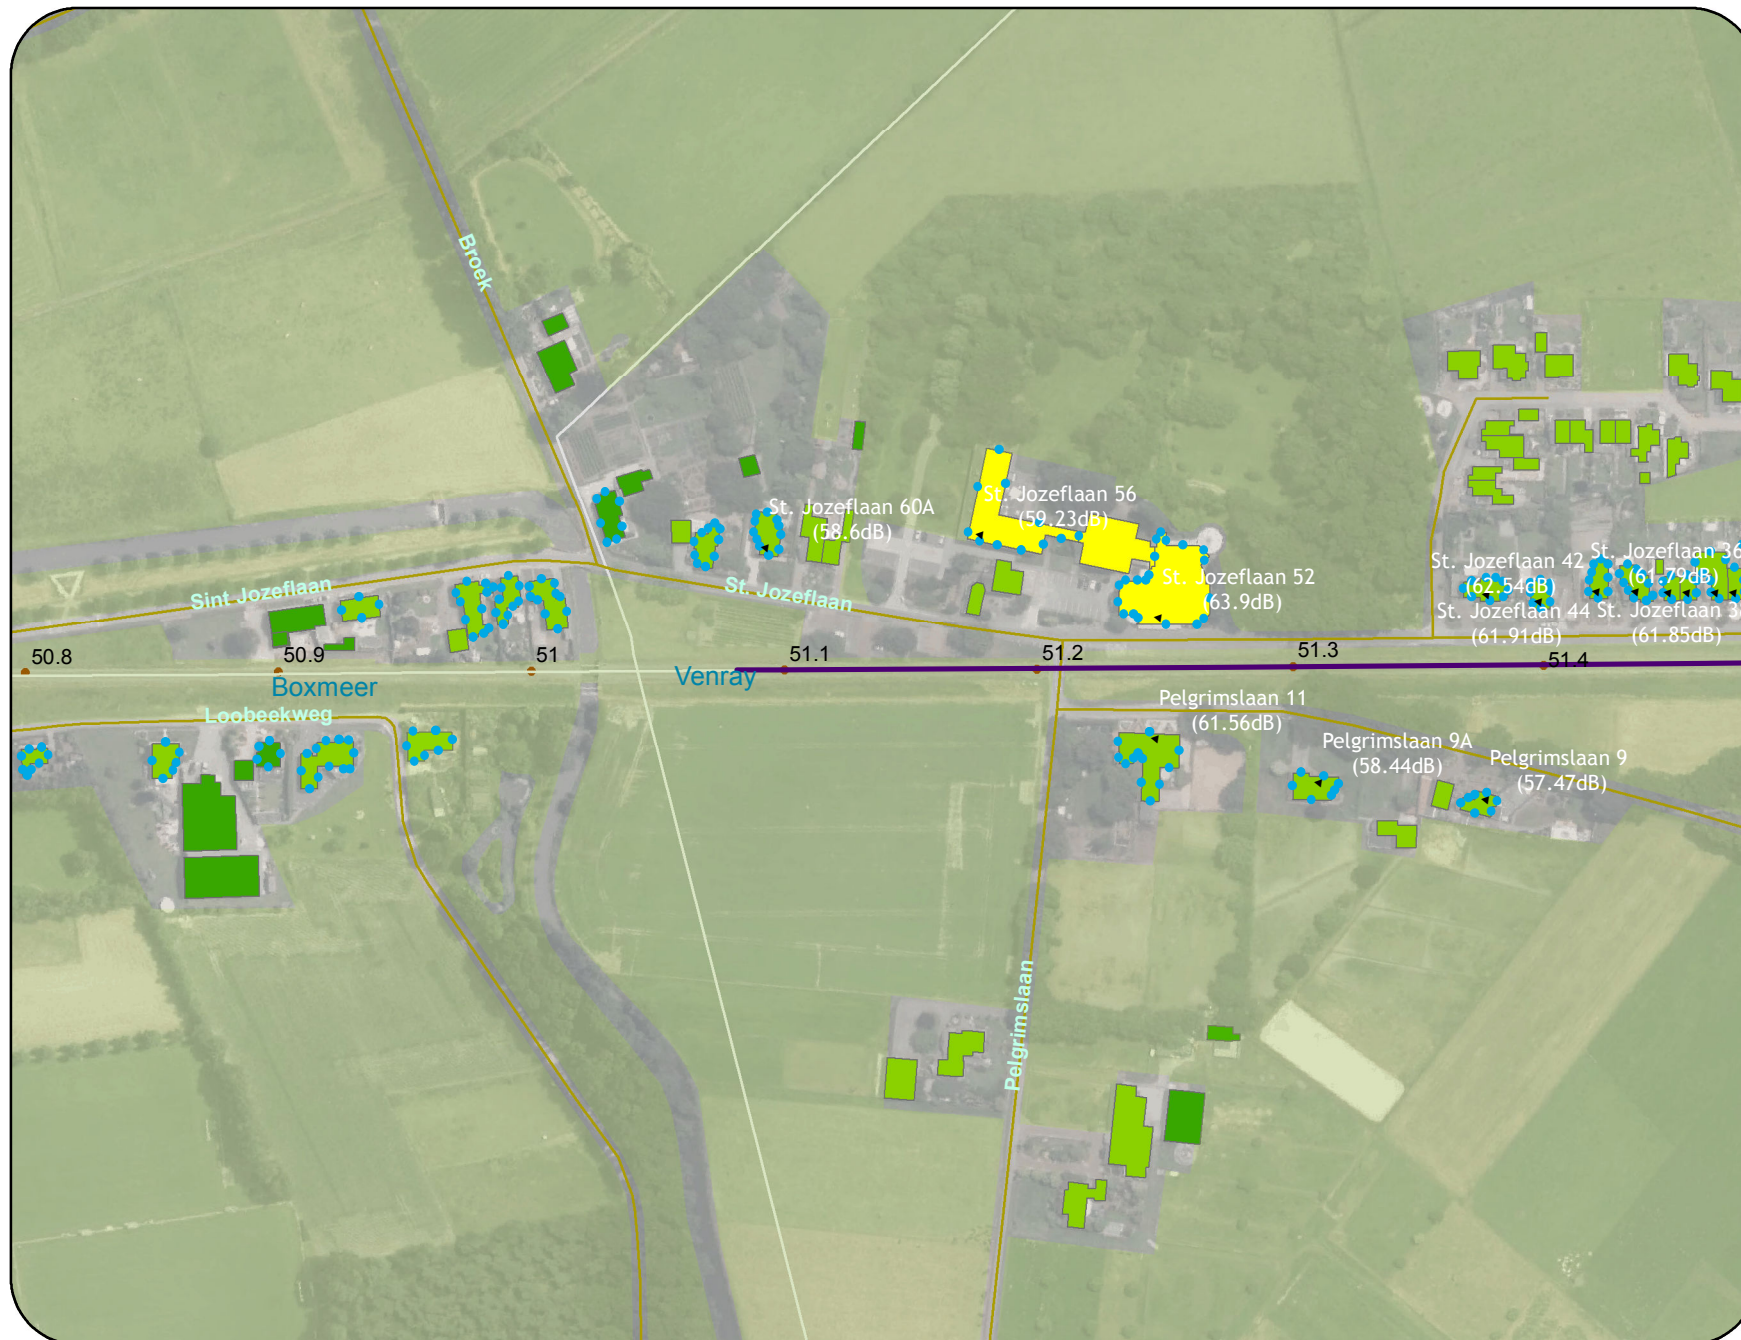 Broek
St. Jozeflaan 60A
(58.6dB)
St. Jozeflaan 56
(59.23dB)
St. Jozeflaan 52
(63.9dB)
St. Jozeflaan 42
(62.54dB)
St. Jozeflaan 36
(61.79dB)
St. Jozeflaan 44
(61.91dB)
St. Jozeflaan 3
(61.85dB)
Sint Jozeflaan
St. Jozeflaan
50.8
50.9
51
51.1
51.2
51.3
51.4
Boxmeer
Venray
Loobeekweg
Pelgrimslaan 11
(61.56dB)
Pelgrimslaan 9A
(58.44dB)
Pelgrimslaan 9
(57.47dB)
Pelgrimslaan